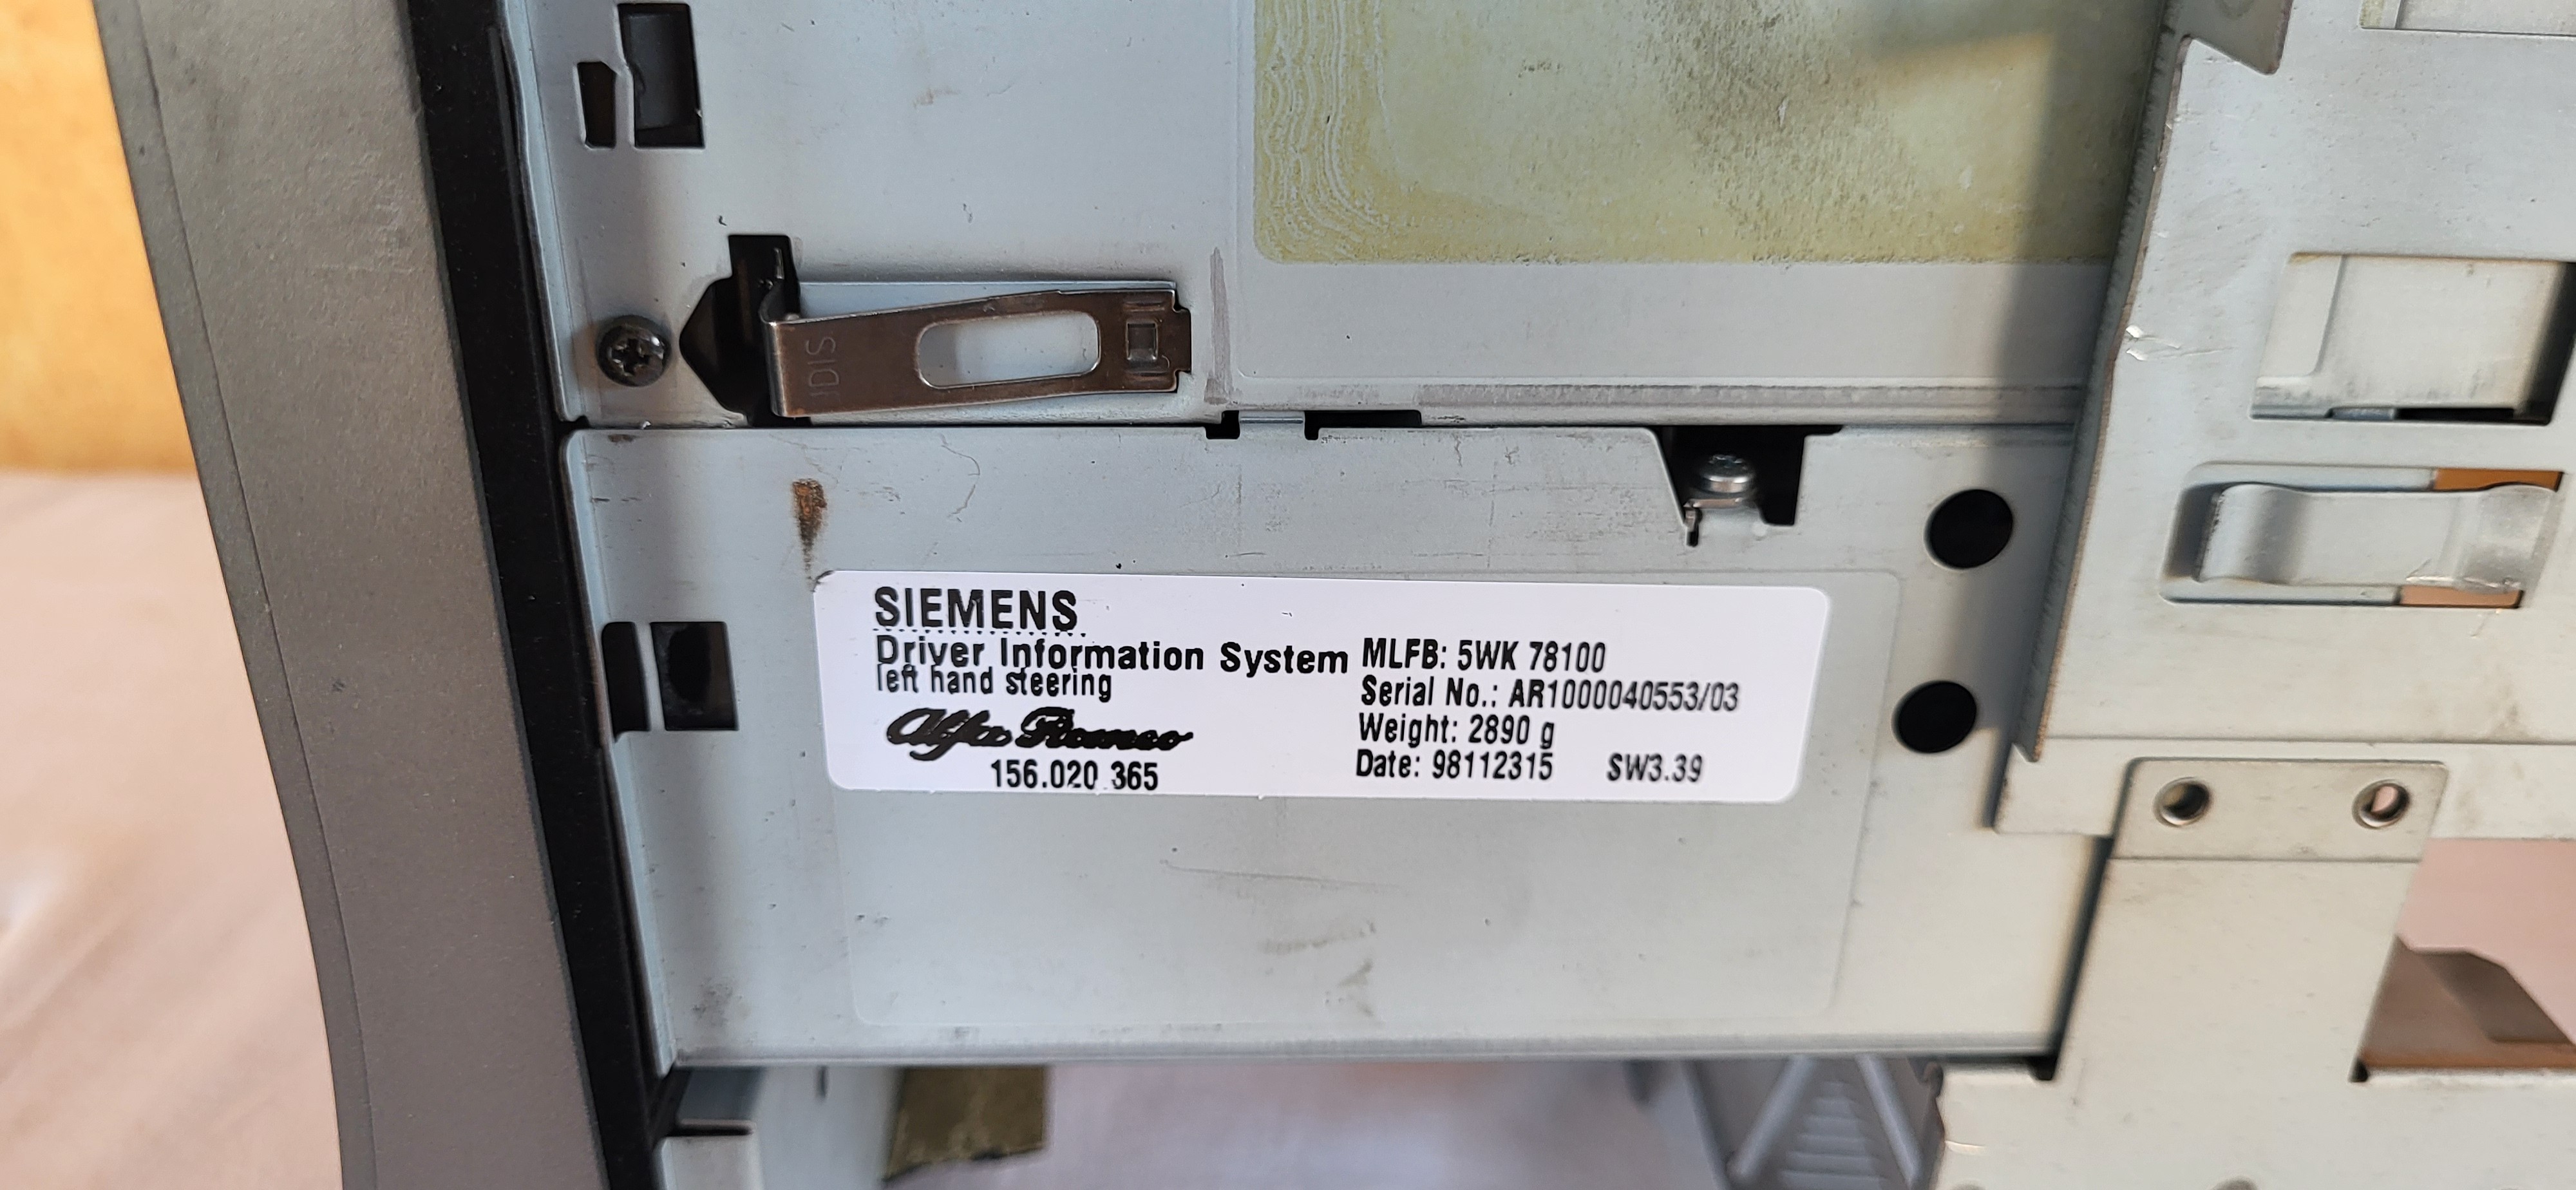 JDIS
SIEMENS
Driver Information System
left hand steering
Alfa Romeo
156.020.365
MLFB: 5WK 78100
Serial No.: AR1000040553/03
Weight: 2890 g
Date: 98112315 SW3.39